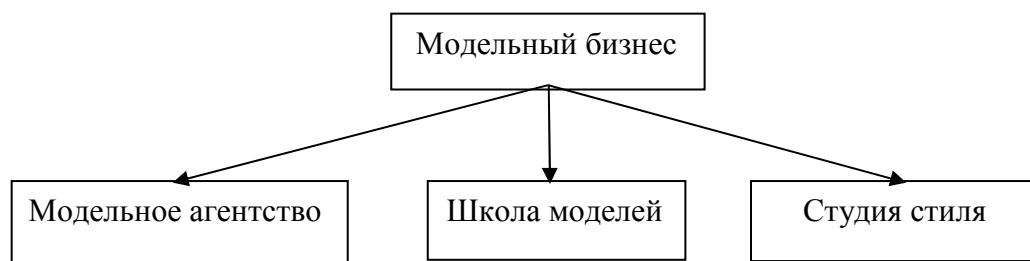 Модельный бизнес
Модельное агентство
Школа моделей
Студия стиля